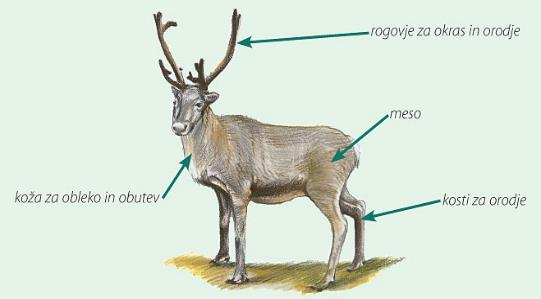 rogovje za okras in orodje
meso
koža za obleko in obutev
kosti za orodje